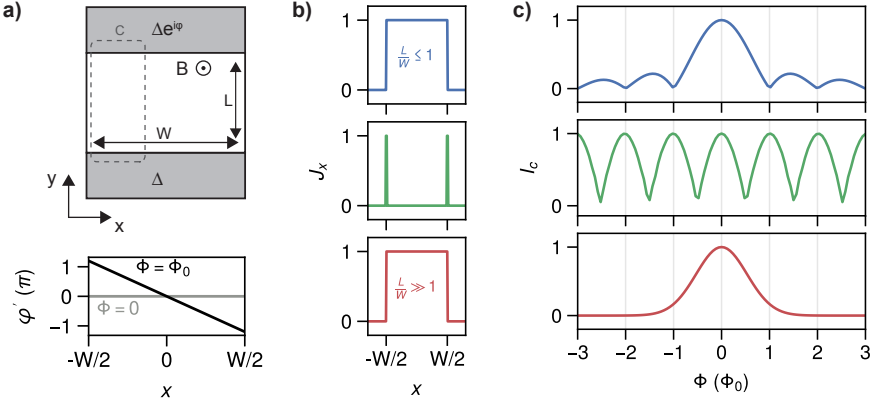 a)
C
Δe^{iφ}
B
L
W
Δ
y
x
φ′ (π)
1
0
−1
Φ = Φ₀
Φ = 0
-W/2
0
W/2
x
b)
1
0
L/W ≤ 1
1
0
1
0
L/W ≫ 1
J_x
-W/2
W/2
x
c)
1
0
1
0
1
0
I_c
−3
−2
−1
0
1
2
3
Φ (Φ₀)